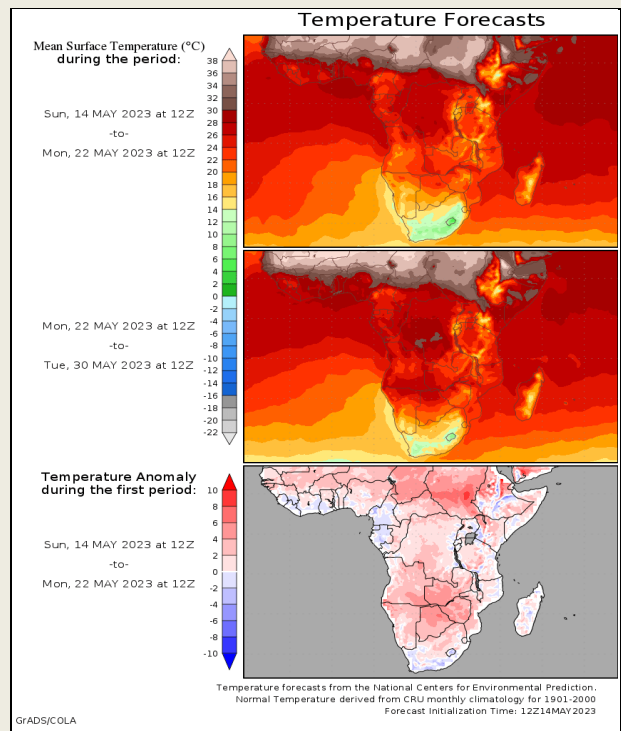 Temperature Forecasts
Mean Surface Temperature (°C)
during the period:
Sun, 14 MAY 2023 at 12Z
-to-
Mon, 22 MAY 2023 at 12Z
38
36
34
32
30
28
26
24
22
20
18
16
14
12
10
8
6
4
2
0
-2
-4
-6
-8
-10
-12
-14
-16
-18
-20
-22
Mon, 22 MAY 2023 at 12Z
-to-
Tue, 30 MAY 2023 at 12Z
Temperature Anomaly
during the first period:
Sun, 14 MAY 2023 at 12Z
-to-
Mon, 22 MAY 2023 at 12Z
10
8
6
4
2
0
-2
-4
-6
-8
-10
Temperature forecasts from the National Centers for Environmental Prediction.
Normal Temperature derived from CRU monthly climatology for 1901-2000
Forecast Initialization Time: 12Z14MAY2023
GrADS/COLA